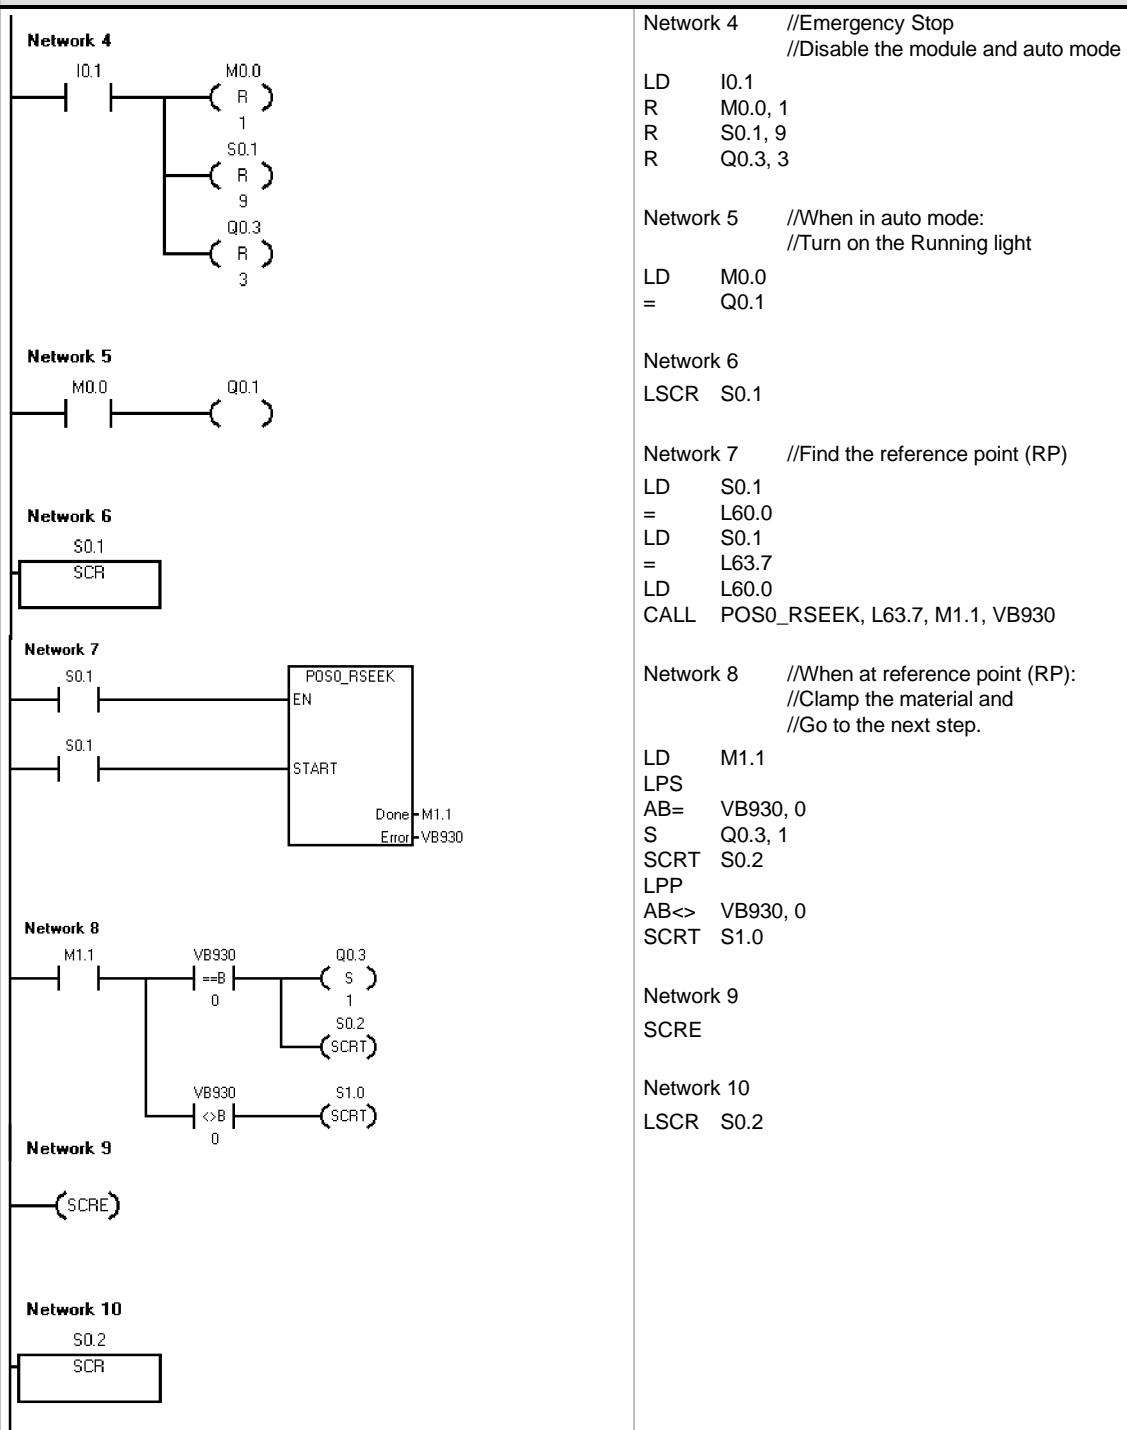 Network 4
I0.1
M0.0
R
1
S0.1
R
9
Q0.3
R
3
Network 5
M0.0
Q0.1
Network 6
S0.1
SCR
Network 7
S0.1
POS0_RSEEK
EN
S0.1
START
Done
M1.1
Error
VB930
Network 8
M1.1
VB930
==B
0
Q0.3
S
1
S0.2
SCRT
VB930
<>B
0
S1.0
SCRT
Network 9
SCRE
Network 10
S0.2
SCR
Network 4 //Emergency Stop
//Disable the module and auto mode
LD I0.1
R M0.0, 1
R S0.1, 9
R Q0.3, 3
Network 5 //When in auto mode:
//Turn on the Running light
LD M0.0
= Q0.1
Network 6
LSCR S0.1
Network 7 //Find the reference point (RP)
LD S0.1
= L60.0
LD S0.1
= L63.7
LD L60.0
CALL POS0_RSEEK, L63.7, M1.1, VB930
Network 8 //When at reference point (RP):
//Clamp the material and
//Go to the next step.
LD M1.1
LPS
AB= VB930, 0
S Q0.3, 1
SCRT S0.2
LPP
AB<> VB930, 0
SCRT S1.0
Network 9
SCRE
Network 10
LSCR S0.2